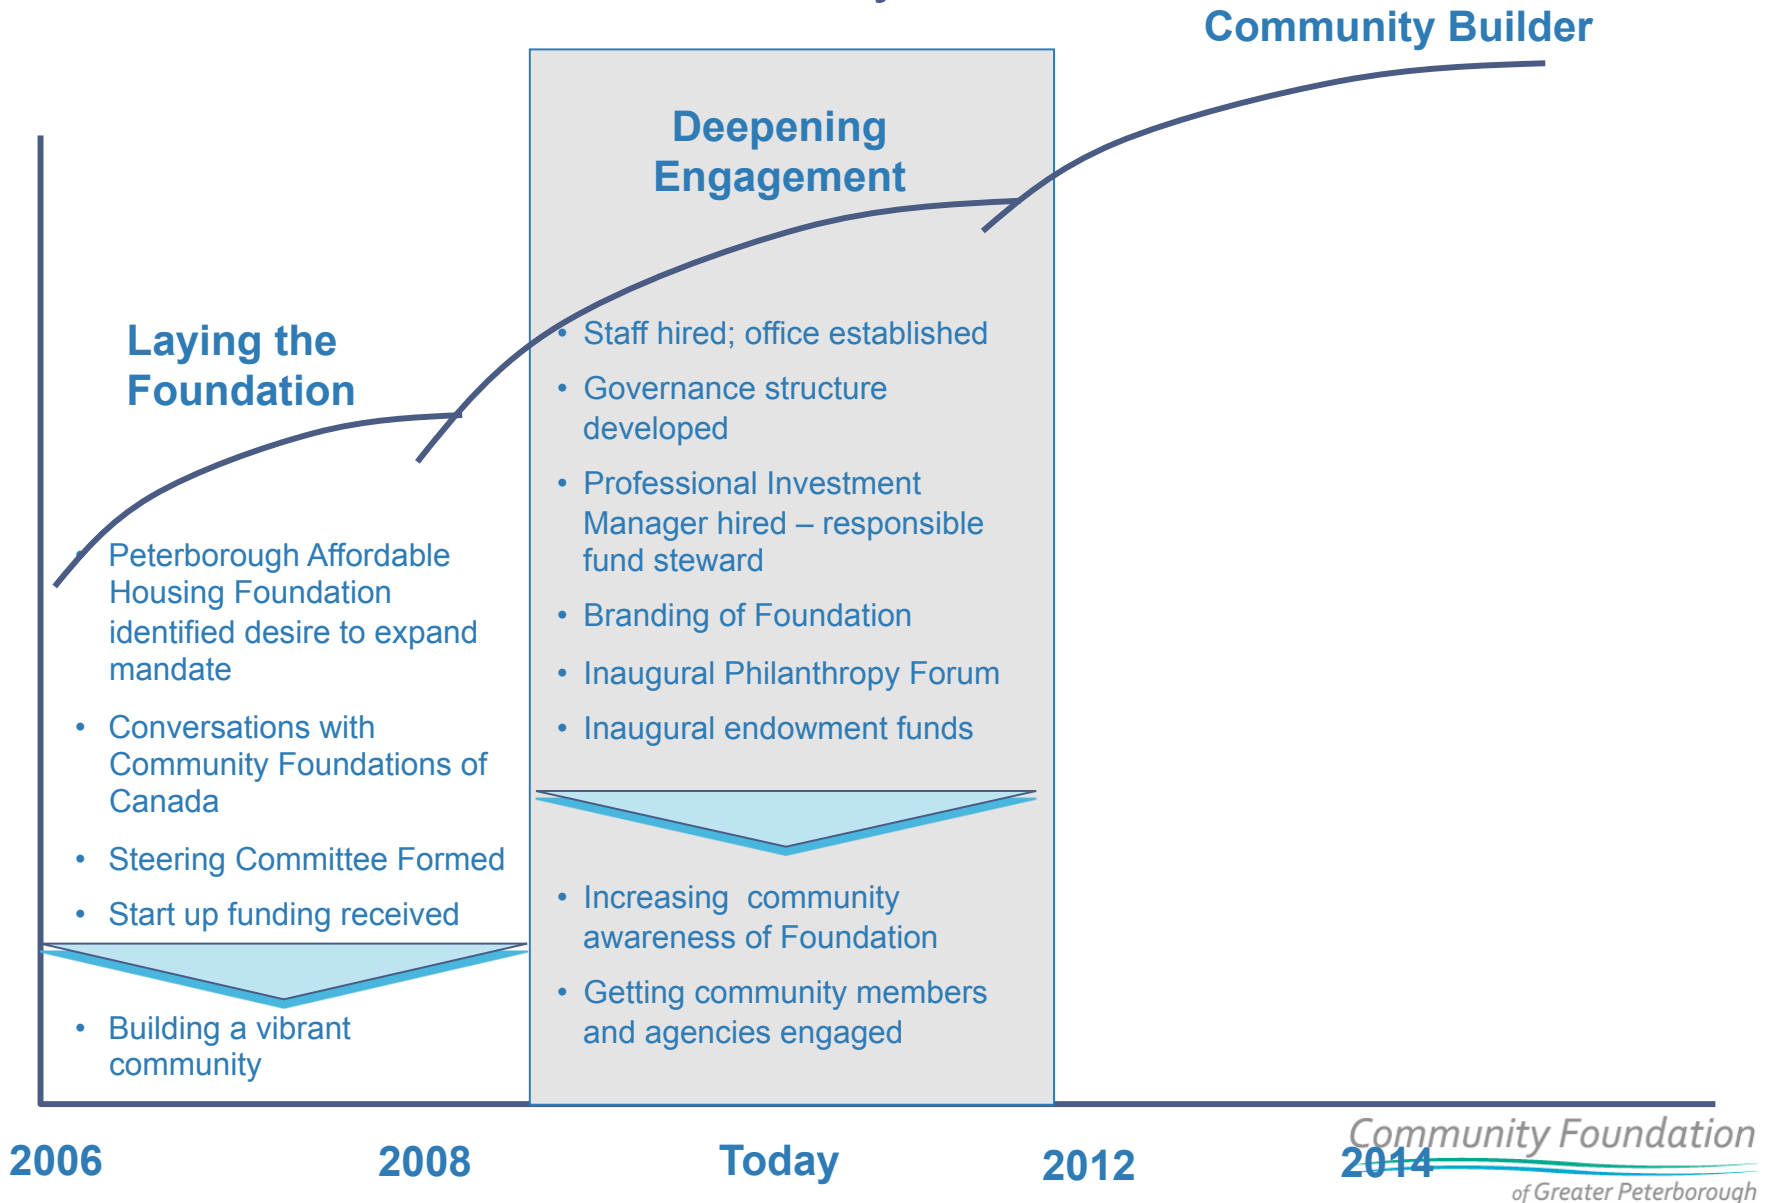 Community Builder
Deepening
Engagement
Laying the
Foundation
• Peterborough Affordable
Housing Foundation
identified desire to expand
mandate
• Conversations with
Community Foundations of
Canada
• Steering Committee Formed
• Start up funding received
• Building a vibrant
community
• Staff hired; office established
• Governance structure
developed
• Professional Investment
Manager hired – responsible
fund steward
• Branding of Foundation
• Inaugural Philanthropy Forum
• Inaugural endowment funds
• Increasing  community
awareness of Foundation
• Getting community members
and agencies engaged
2006 2008 Today 2012 2014
Community Foundation
of Greater Peterborough